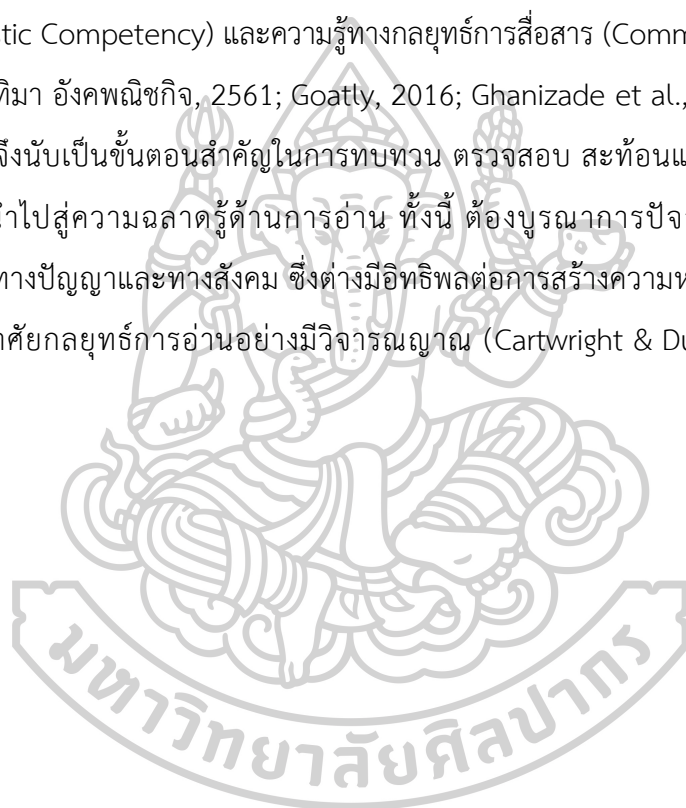 stic Competency) และความรู้ทางกลยุทธ์การสื่อสาร (Comm
ทิมา อังคพณิชกิจ, 2561; Goatly, 2016; Ghanizade et al.,
จึงนับเป็นขั้นตอนสำคัญในการทบทวน ตรวจสอบ สะท้อนแ
นำไปสู่ความฉลาดรู้ด้านการอ่าน ทั้งนี้ ต้องบูรณาการปัจ
ทางปัญญาและทางสังคม ซึ่งต่างมีอิทธิพลต่อการสร้างความห
าศัยกลยุทธ์การอ่านอย่างมีวิจารณญาณ (Cartwright & Du
มหาวิทยาลัยศิลปากร